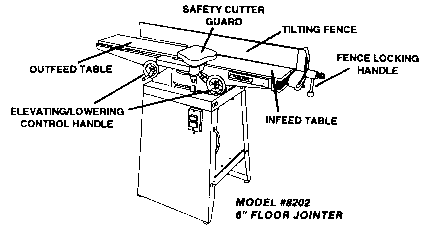 SAFETY CUTTER
GUARD
TILTING FENCE
OUTFEED TABLE
FENCE LOCKING
HANDLE
ELEVATING/LOWERING
CONTROL HANDLE
INFEED TABLE
MODEL #8202
6" FLOOR JOINTER